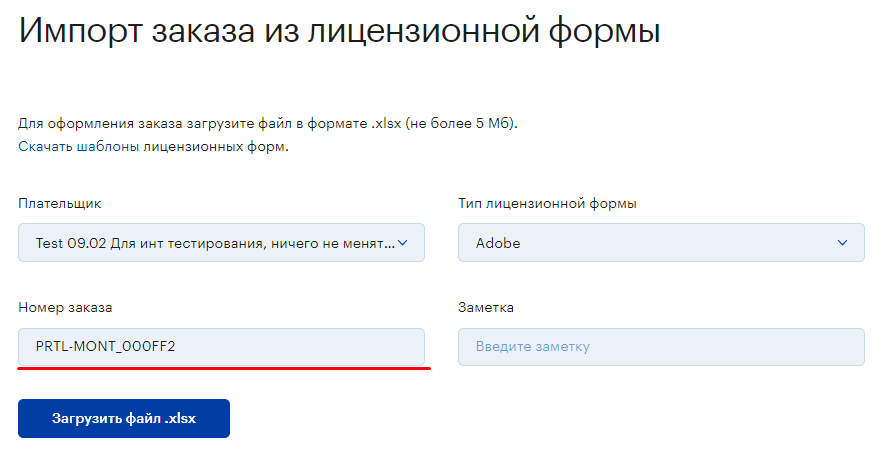 Импорт заказа из лицензионной формы
Для оформления заказа загрузите файл в формате .xlsx (не более 5 Мб).
Скачать шаблоны лицензионных форм.
Плательщик
Тип лицензионной формы
Test 09.02 Для инт тестирования, ничего не менят...
Adobe
Номер заказа
Заметка
PRTL-MONT_000FF2
Введите заметку
Загрузить файл .xlsx